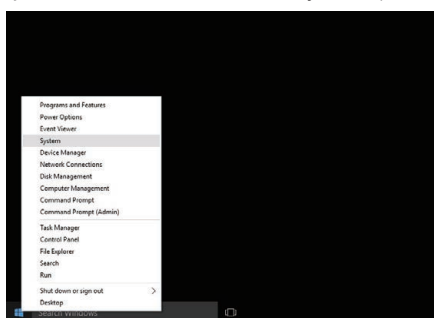 Programs and Features
Power Options
Event Viewer
System
Device Manager
Network Connections
Disk Management
Computer Management
Command Prompt
Command Prompt (Admin)
Task Manager
Control Panel
File Explorer
Search
Run
Shut down or sign out
Desktop
Search Windows